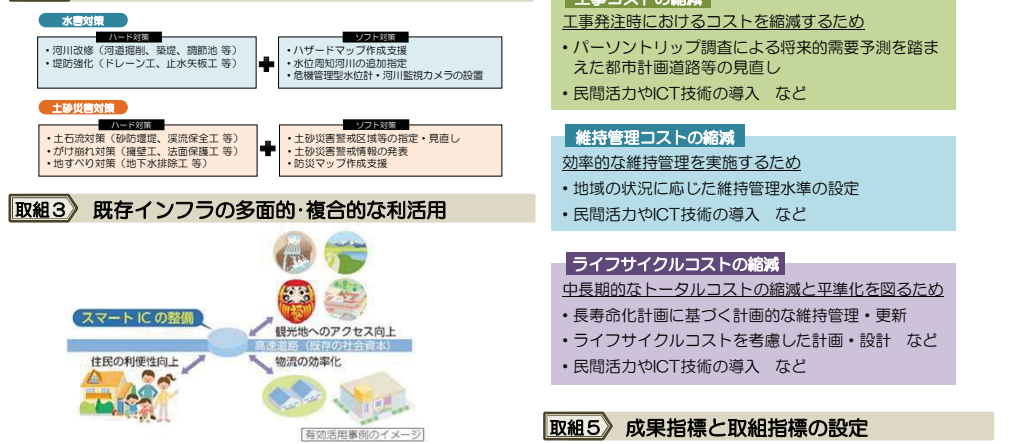 水害対策
ハード対策
・河川改修（河道掘削、築堤、調節池 等）
・堤防強化（ドレーン工、止水矢板工 等）
ソフト対策
・ハザードマップ作成支援
・水位周知河川の追加指定
・危機管理型水位計・河川監視カメラの設置
土砂災害対策
ハード対策
・土石流対策（砂防堰堤、渓流保全工 等）
・がけ崩れ対策（擁壁工、法面保護工 等）
・地すべり対策（地下水排除工 等）
ソフト対策
・土砂災害警戒区域等の指定・見直し
・土砂災害警戒情報の発表
・防災マップ作成支援
取組３ 既存インフラの多面的・複合的な利活用
スマート IC の整備
観光地へのアクセス向上
高速道路（既存の社会資本）
住民の利便性向上
物流の効率化
有効活用事例のイメージ
工事コストの縮減
工事発注時におけるコストを縮減するため
・パーソントリップ調査による将来的需要予測を踏ま
えた都市計画道路等の見直し
・民間活力やICT技術の導入　など
維持管理コストの縮減
効率的な維持管理を実施するため
・地域の状況に応じた維持管理水準の設定
・民間活力やICT技術の導入　など
ライフサイクルコストの縮減
中長期的なトータルコストの縮減と平準化を図るため
・長寿命化計画に基づく計画的な維持管理・更新
・ライフサイクルコストを考慮した計画・設計　など
・民間活力やICT技術の導入　など
取組５ 成果指標と取組指標の設定